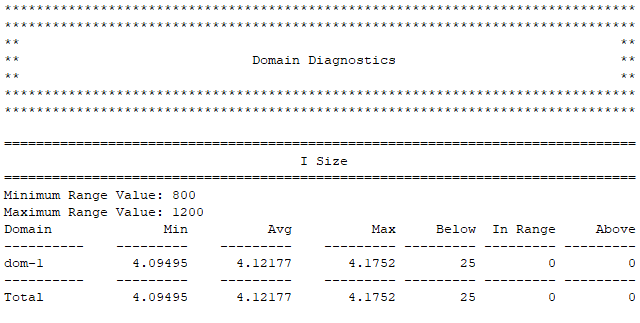 *******************************************************************************
*******************************************************************************
**                                                                           **
**                             Domain Diagnostics                            **
**                                                                           **
*******************************************************************************
*******************************************************************************
===============================================================================
                                     I Size
===============================================================================
Minimum Range Value: 800
Maximum Range Value: 1200
Domain              Min          Avg          Max     Below  In Range     Above
----------    ---------    ---------    --------- --------- --------- ---------
dom-1           4.09495      4.12177       4.1752        25         0         0
----------    ---------    ---------    --------- --------- --------- ---------
Total           4.09495      4.12177       4.1752        25         0         0